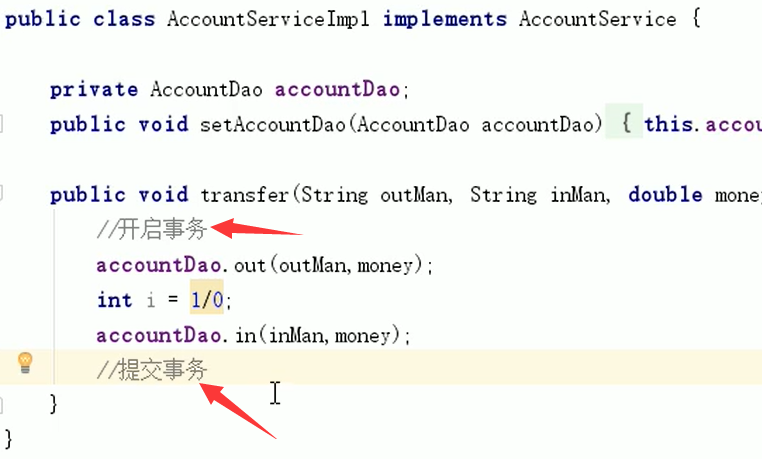 public class AccountServiceImpl implements AccountService {
private AccountDao accountDao;
public void setAccountDao(AccountDao accountDao) { this.accou
public void transfer(String outMan, String inMan, double money
//开启事务
accountDao.out(outMan,money);
int i = 1/0;
accountDao.in(inMan,money);
//提交事务
}
}